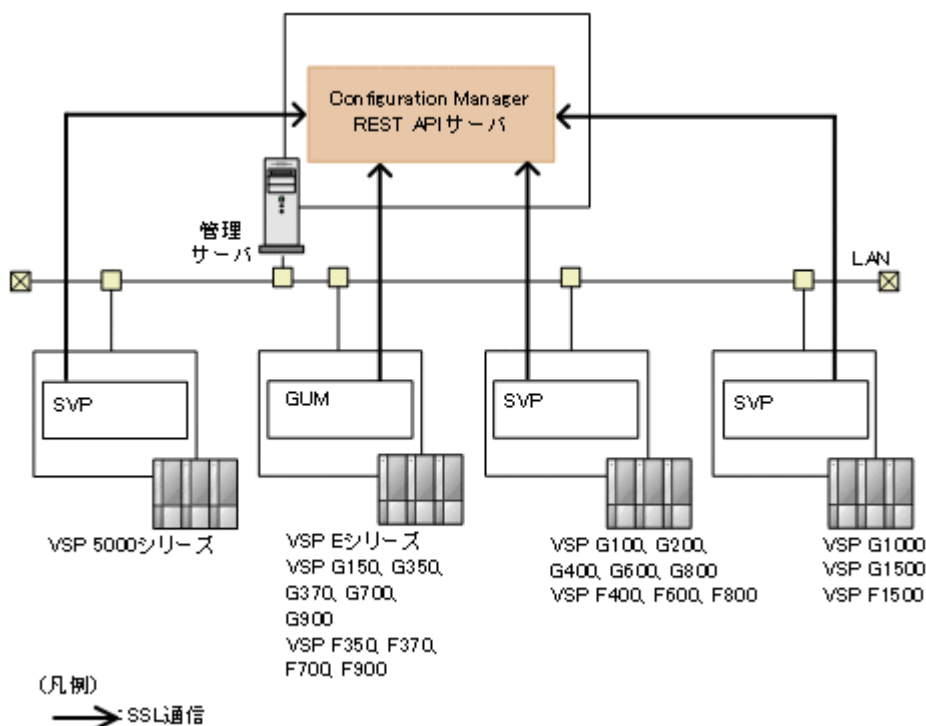 Configuration Manager
REST APIサーバ
管理
サーバ
LAN
SVP
GUM
SVP
SVP
VSP 5000シリーズ
VSP Eシリーズ
VSP G150、G350、
G370、G700、
G900
VSP F350、F370、
F700、F900
VSP G100、G200、
G400、G600、G800
VSP F400、F600、F800
VSP G1000
VSP G1500
VSP F1500
(凡例)
:SSL通信